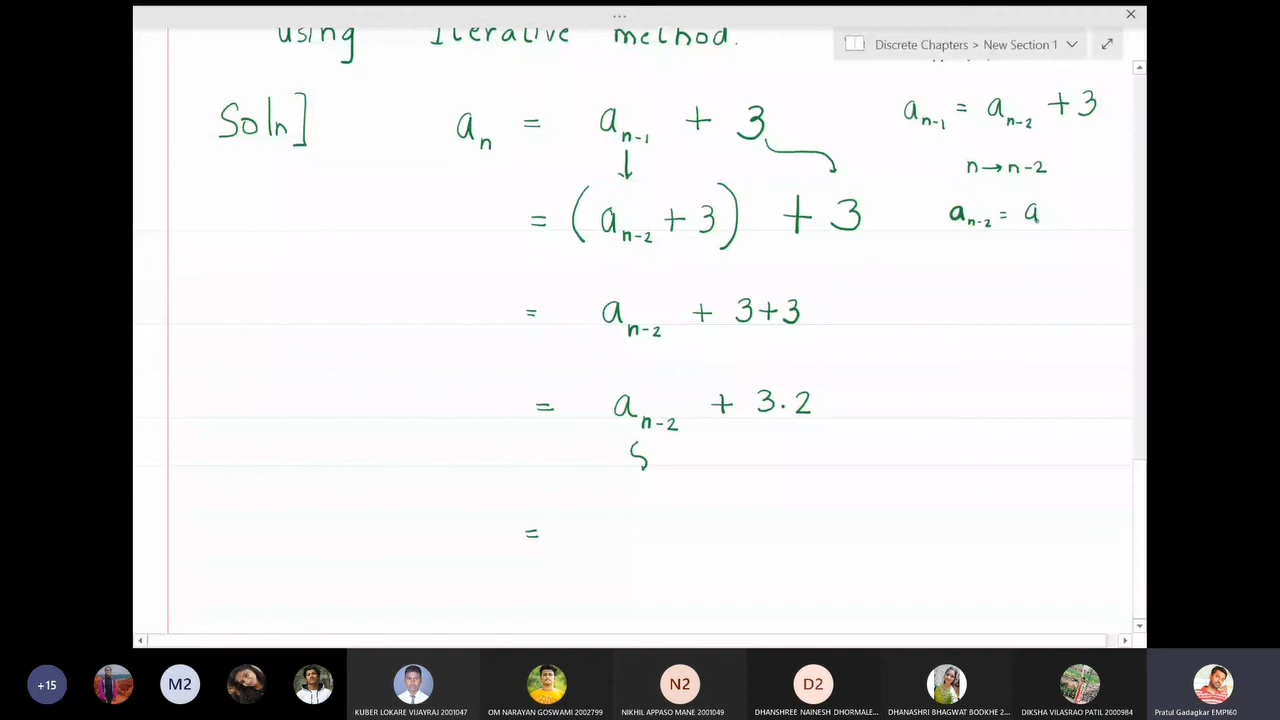 using Iterative method.
Discrete Chapters > New Section 1
Soln] aₙ = aₙ₋₁ + 3
aₙ₋₁ = aₙ₋₂ + 3
n → n-2
= (aₙ₋₂ + 3) + 3
aₙ₋₂ = a
= aₙ₋₂ + 3+3
= aₙ₋₂ + 3·2
=
+15
M2
N2
D2
KUBER LOKARE VIJAYRAJ 2001047
OM NARAYAN GOSWAMI 2002799
NIKHIL APPASO MANE 2001049
DHANSHREE NAINESH DHORMALE...
DHANASHRI BHAGWAT BODKHE 2...
DIKSHA VILASRAO PATIL 2000984
Pratul Gadagkar EMP160